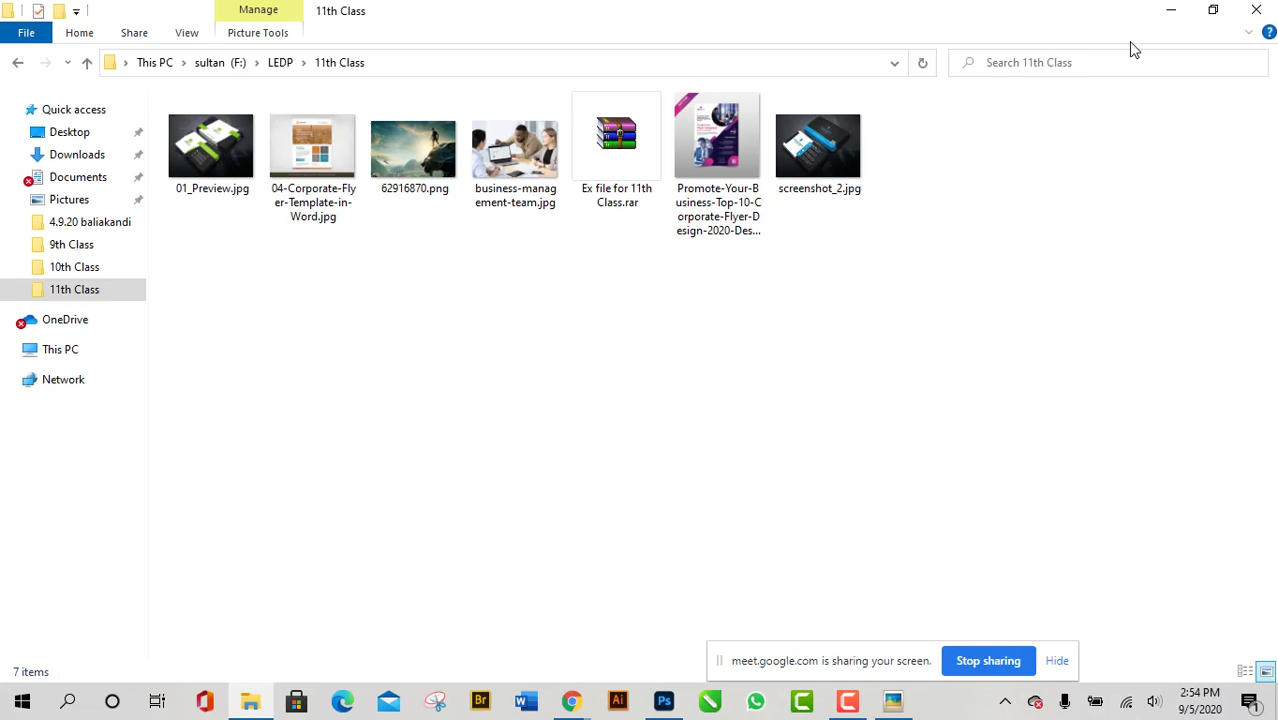 Manage
11th Class
File
Home
Share
View
Picture Tools
This PC
sultan (F:)
LEDP
11th Class
Search 11th Class
Quick access
Desktop
Downloads
Documents
Pictures
4.9.20 baliakandi
9th Class
10th Class
11th Class
OneDrive
This PC
Network
01_Preview.jpg
04-Corporate-Fly
er-Template-in-
Word.jpg
62916870.png
business-manag
ement-team.jpg
Ex file for 11th
Class.rar
Promote-Your-B
usiness-Top-10-C
orporate-Flyer-D
esign-2020-Des...
screenshot_2.jpg
meet.google.com is sharing your screen.
Stop sharing
Hide
7 items
2:54 PM
9/5/2020